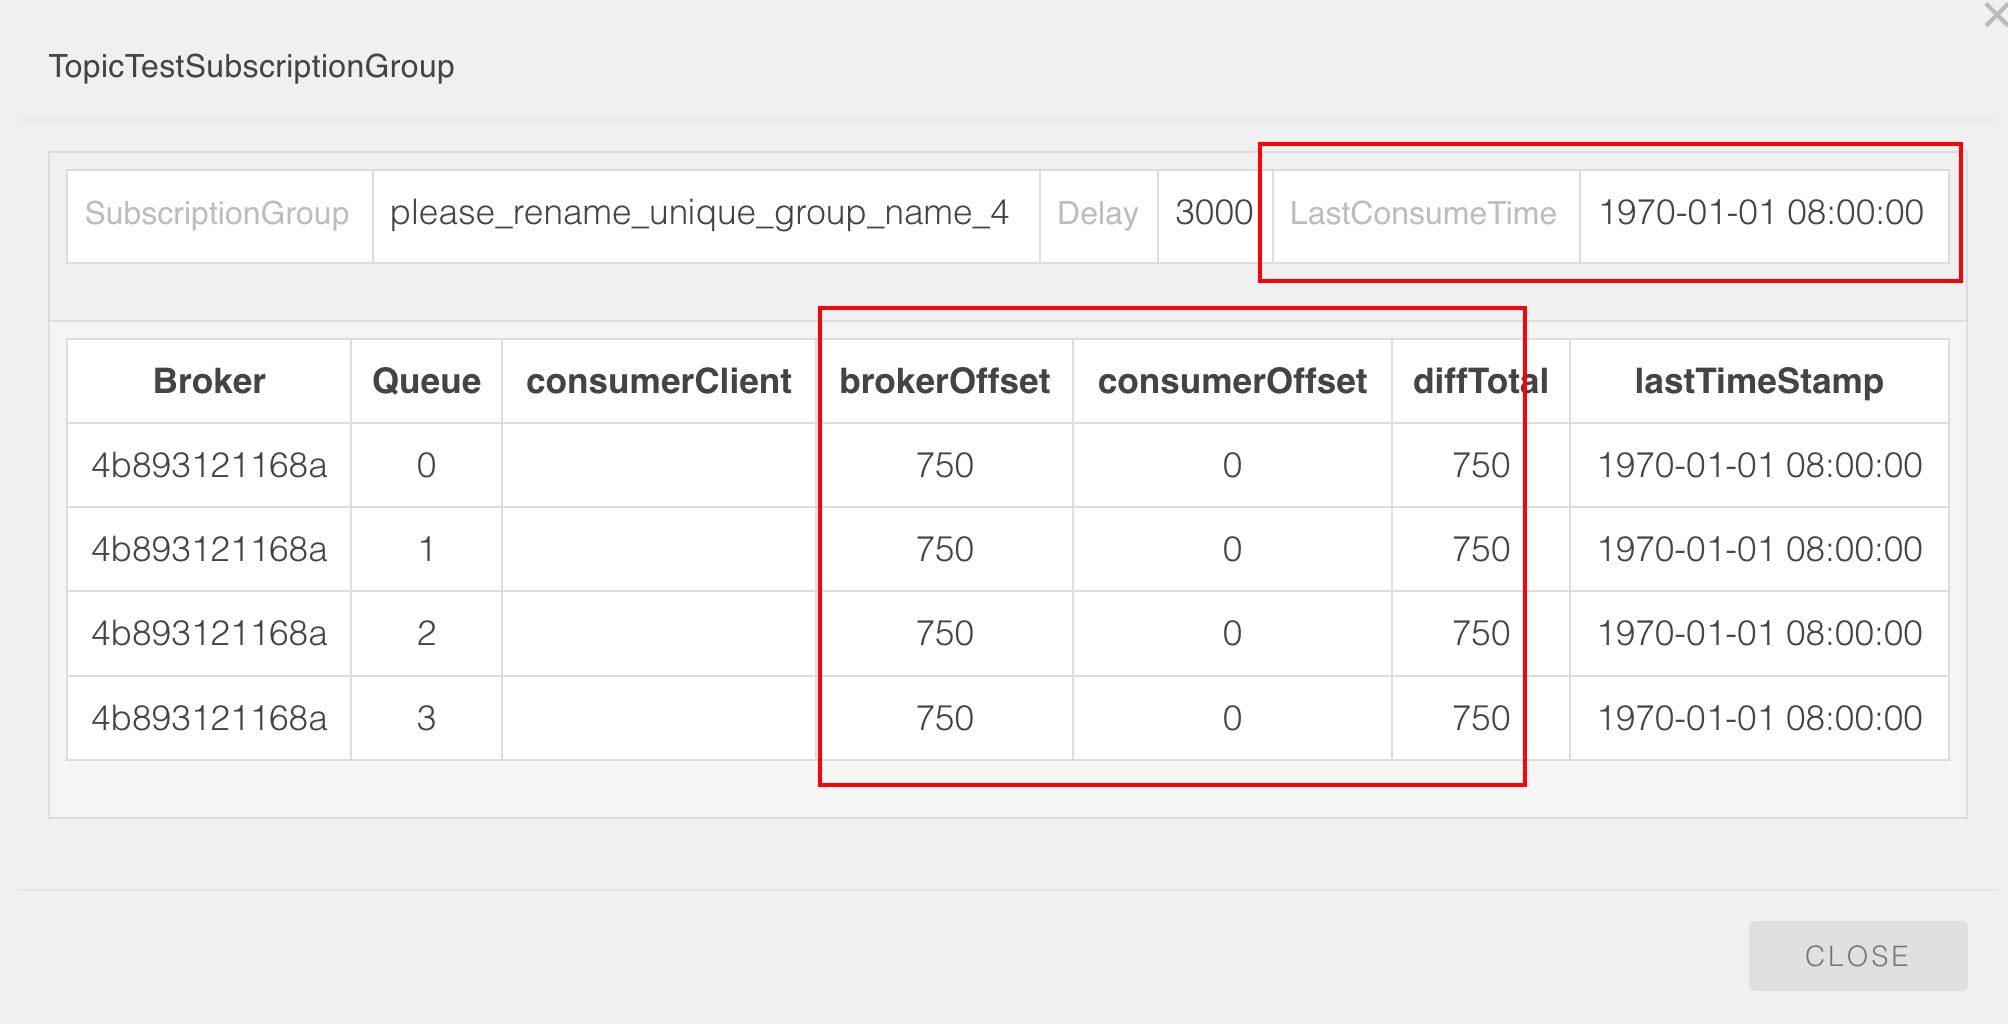 TopicTestSubscriptionGroup
SubscriptionGroup please_rename_unique_group_name_4 Delay 3000 LastConsumeTime 1970-01-01 08:00:00
Broker Queue consumerClient brokerOffset consumerOffset diffTotal lastTimeStamp
4b893121168a 0 750 0 750 1970-01-01 08:00:00
4b893121168a 1 750 0 750 1970-01-01 08:00:00
4b893121168a 2 750 0 750 1970-01-01 08:00:00
4b893121168a 3 750 0 750 1970-01-01 08:00:00
CLOSE